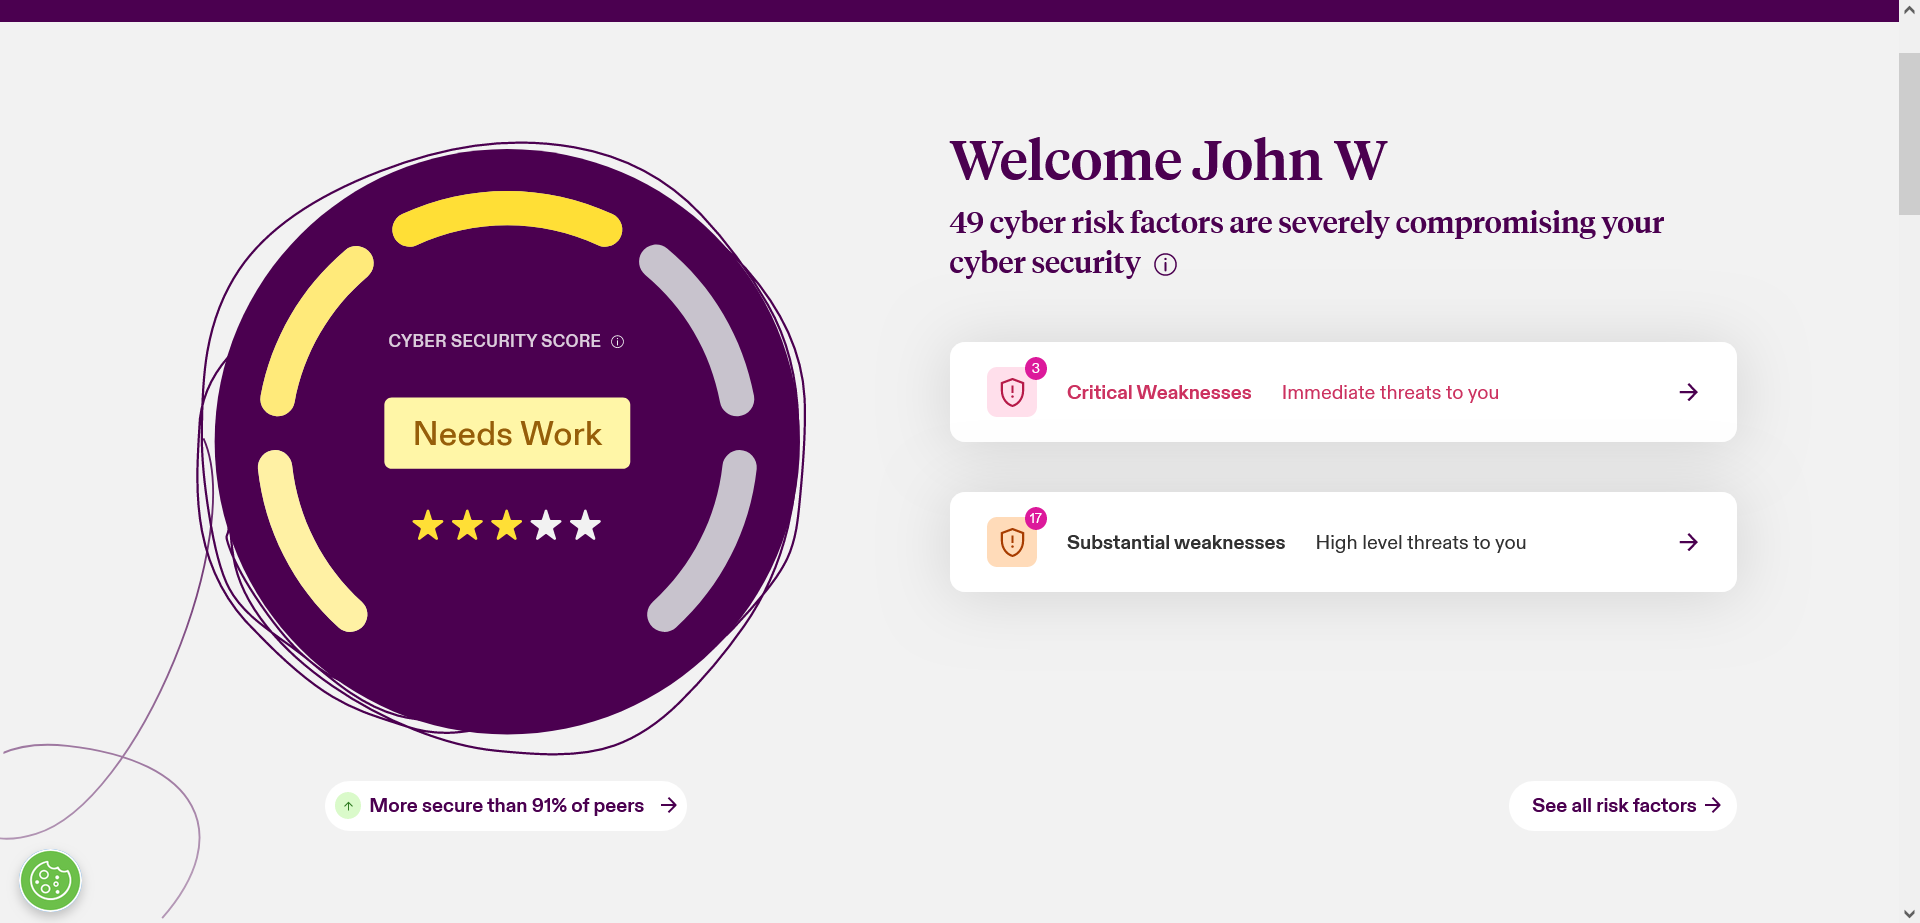 CYBER SECURITY SCORE
Needs Work
More secure than 91% of peers
Welcome John W
49 cyber risk factors are severely compromising your
cyber security
3
Critical Weaknesses Immediate threats to you
17
Substantial weaknesses High level threats to you
See all risk factors